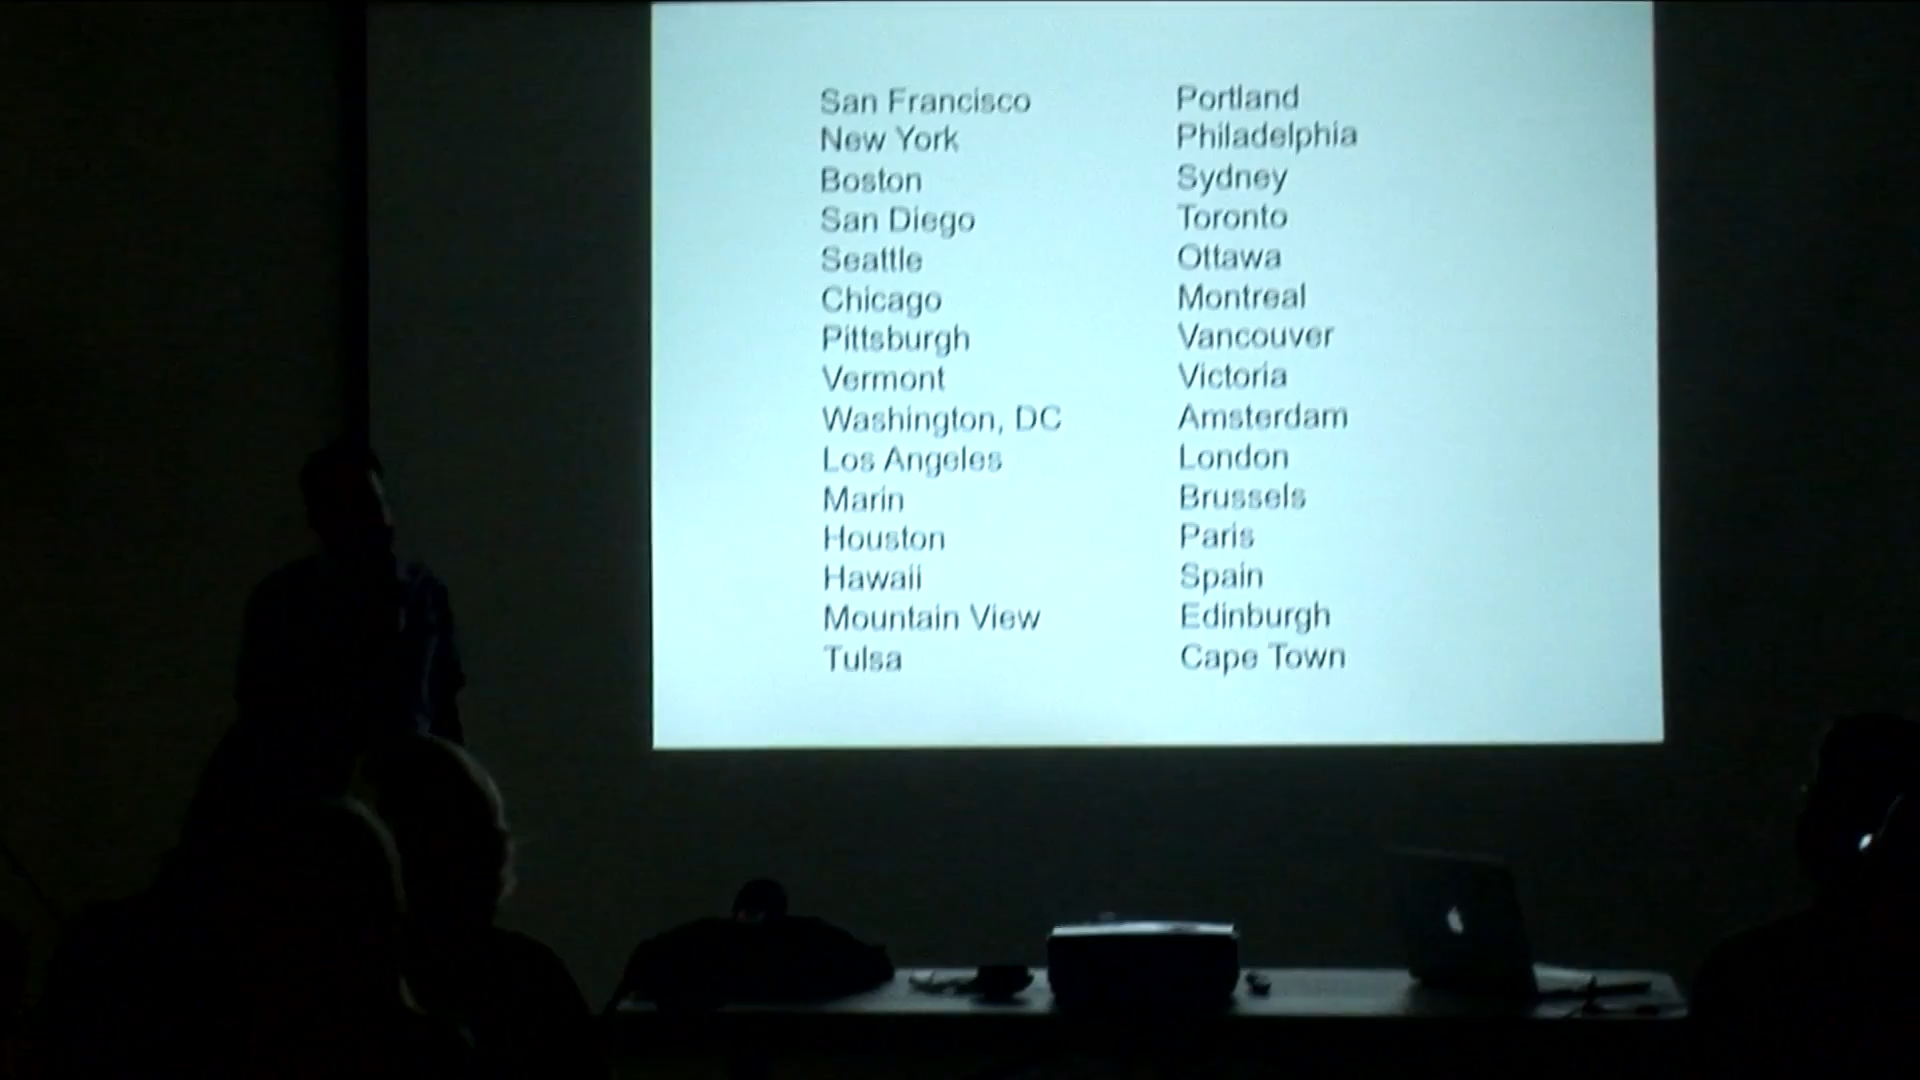 San Francisco
New York
Boston
San Diego
Seattle
Chicago
Pittsburgh
Vermont
Washington, DC
Los Angeles
Marin
Houston
Hawaii
Mountain View
Tulsa
Portland
Philadelphia
Sydney
Toronto
Ottawa
Montreal
Vancouver
Victoria
Amsterdam
London
Brussels
Paris
Spain
Edinburgh
Cape Town